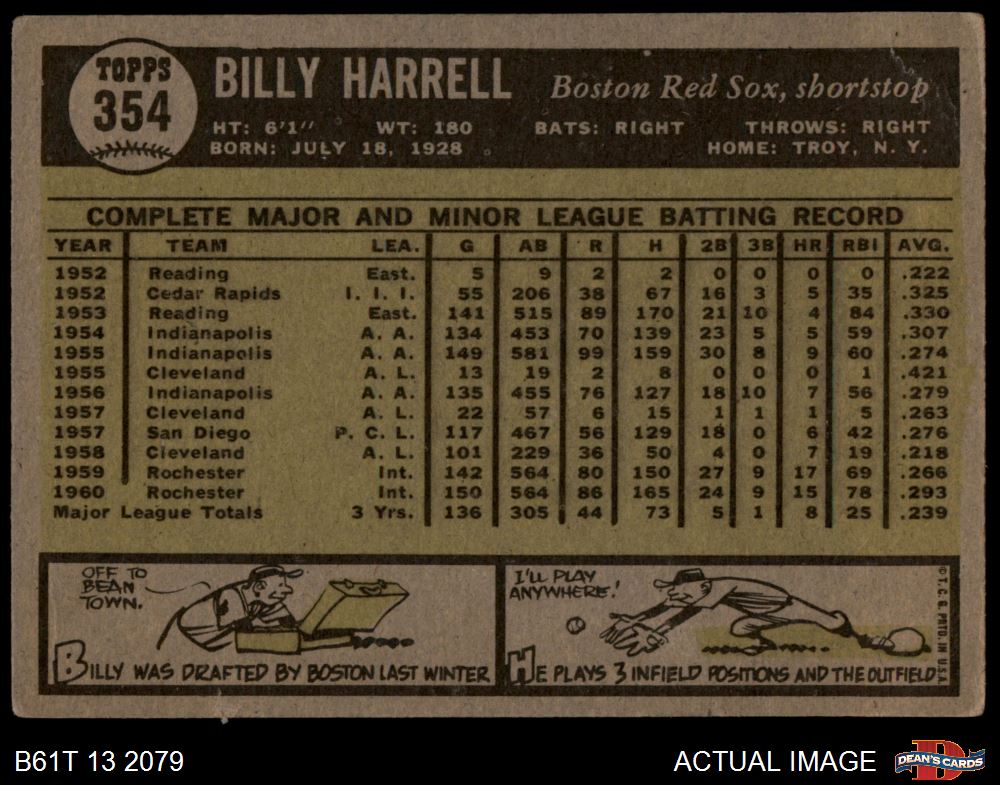 TOPPS
354
BILLY HARRELL Boston Red Sox, shortstop
HT: 6'1" WT: 180 BATS: RIGHT THROWS: RIGHT
BORN: JULY 18, 1928 HOME: TROY, N. Y.
COMPLETE MAJOR AND MINOR LEAGUE BATTING RECORD
YEAR TEAM LEA. G AB R H 2B 3B HR RBI AVG.
1952 Reading East. 5 9 2 2 0 0 0 0 .222
1952 Cedar Rapids I. I. I. 55 206 38 67 16 3 5 35 .325
1953 Reading East. 141 515 89 170 21 10 4 84 .330
1954 Indianapolis A. A. 134 453 70 139 23 5 5 59 .307
1955 Indianapolis A. A. 149 581 99 159 30 8 9 60 .274
1955 Cleveland A. L. 13 19 2 8 0 0 0 1 .421
1956 Indianapolis A. A. 135 455 76 127 18 10 7 56 .279
1957 Cleveland A. L. 22 57 6 15 1 1 1 5 .263
1957 San Diego P. C. L. 117 467 56 129 18 0 6 42 .276
1958 Cleveland A. L. 101 229 36 50 4 0 7 19 .218
1959 Rochester Int. 142 564 80 150 27 9 17 69 .266
1960 Rochester Int. 150 564 86 165 24 9 15 78 .293
Major League Totals 3 Yrs. 136 305 44 73 5 1 8 25 .239
OFF TO
BEAN
TOWN.
BILLY WAS DRAFTED BY BOSTON LAST WINTER
I'LL PLAY
ANYWHERE!
HE PLAYS 3 INFIELD POSITIONS AND THE OUTFIELD
© T. C. G. PRTD. IN U.S.A.
B61T 13 2079
ACTUAL IMAGE
DEAN'S CARDS